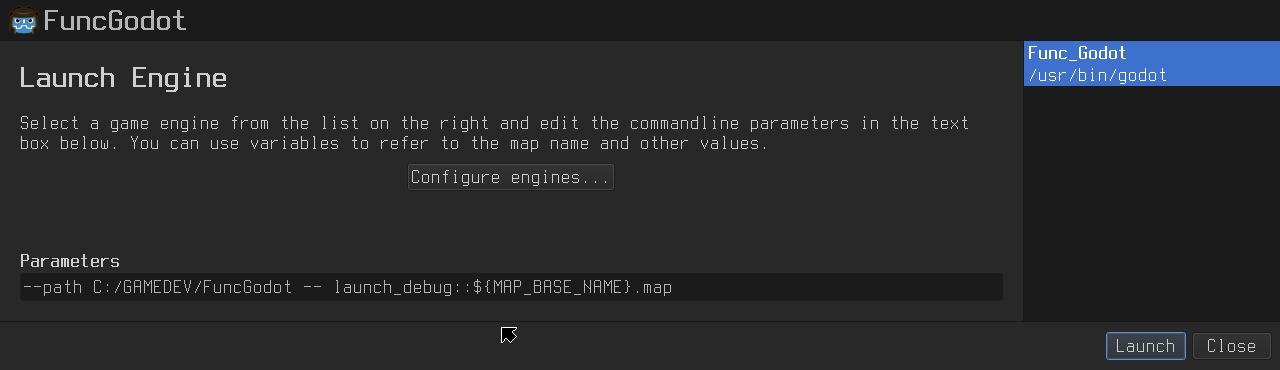 FuncGodot
Launch Engine
Func_Godot
/usr/bin/godot
Select a game engine from the list on the right and edit the commandline parameters in the text
box below. You can use variables to refer to the map name and other values.
Configure engines...
Parameters
--path C:/GAMEDEV/FuncGodot -- launch_debug::${MAP_BASE_NAME}.map
Launch
Close